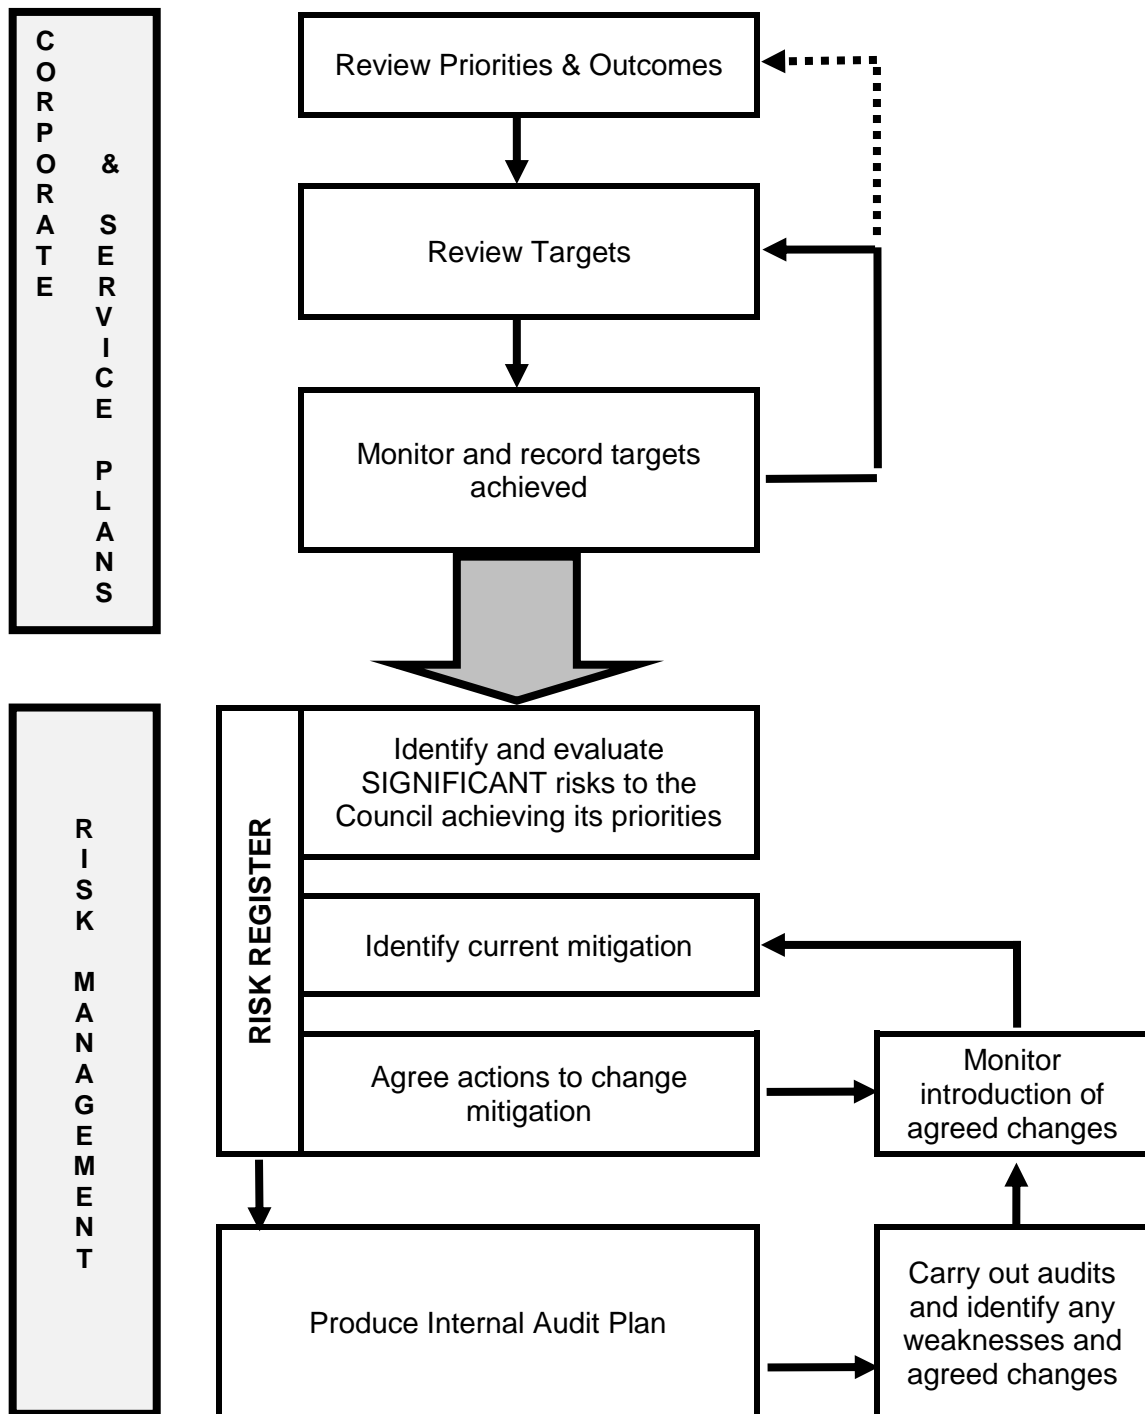 CORPORATE
& SERVICE PLANS
Review Priorities & Outcomes
Review Targets
Monitor and record targets
achieved
RISK MANAGEMENT
RISK REGISTER
Identify and evaluate
SIGNIFICANT risks to the
Council achieving its priorities
Identify current mitigation
Agree actions to change
mitigation
Monitor
introduction of
agreed changes
Produce Internal Audit Plan
Carry out audits
and identify any
weaknesses and
agreed changes